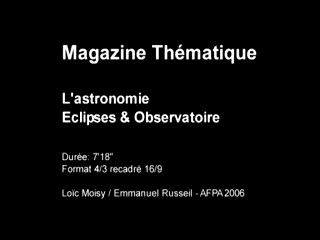 Magazine Thématique
L'astronomie
Eclipses & Observatoire
Durée: 7'18"
Format 4/3 recadré 16/9
Loïc Moisy / Emmanuel Russeil - AFPA 2006